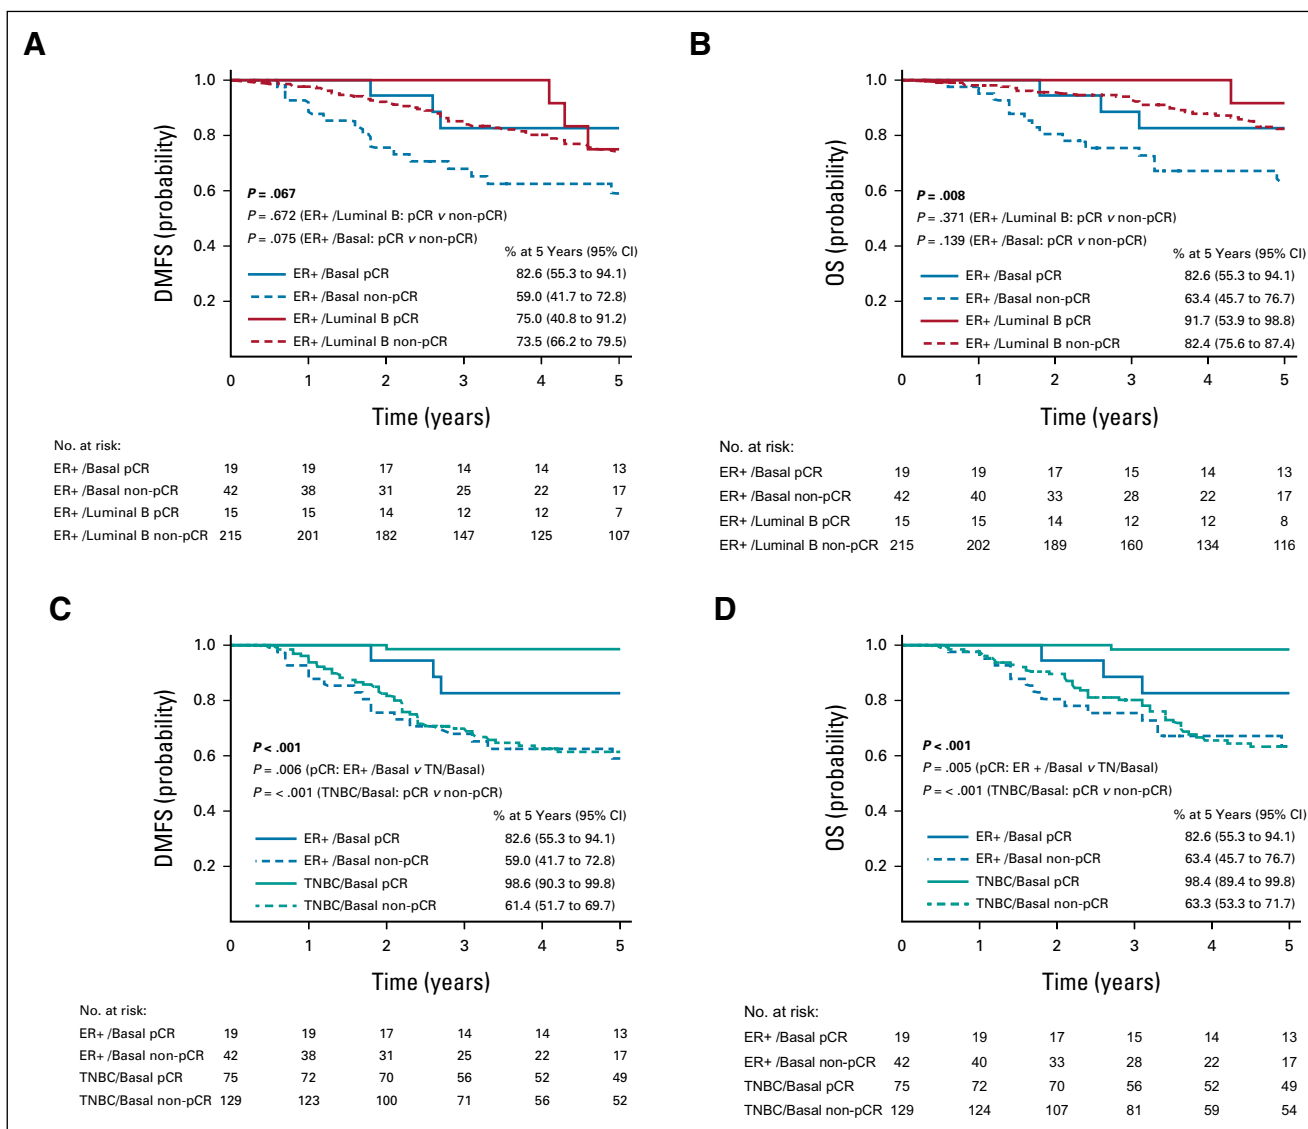 A
DMFS (probability)
1.0
0.8
0.6
0.4
0.2
P = .067
P = .672 (ER+ /Luminal B: pCR v non-pCR)
P = .075 (ER+ /Basal: pCR v non-pCR)
% at 5 Years (95% CI)
ER+ /Basal pCR 82.6 (55.3 to 94.1)
ER+ /Basal non-pCR 59.0 (41.7 to 72.8)
ER+ /Luminal B pCR 75.0 (40.8 to 91.2)
ER+ /Luminal B non-pCR 73.5 (66.2 to 79.5)
0 1 2 3 4 5
Time (years)
No. at risk:
ER+ /Basal pCR 19 19 17 14 14 13
ER+ /Basal non-pCR 42 38 31 25 22 17
ER+ /Luminal B pCR 15 15 14 12 12 7
ER+ /Luminal B non-pCR 215 201 182 147 125 107
B
OS (probability)
1.0
0.8
0.6
0.4
0.2
P = .008
P = .371 (ER+ /Luminal B: pCR v non-pCR)
P = .139 (ER+ /Basal: pCR v non-pCR)
% at 5 Years (95% CI)
ER+ /Basal pCR 82.6 (55.3 to 94.1)
ER+ /Basal non-pCR 63.4 (45.7 to 76.7)
ER+ /Luminal B pCR 91.7 (53.9 to 98.8)
ER+ /Luminal B non-pCR 82.4 (75.6 to 87.4)
0 1 2 3 4 5
Time (years)
No. at risk:
ER+ /Basal pCR 19 19 17 15 14 13
ER+ /Basal non-pCR 42 40 33 28 22 17
ER+ /Luminal B pCR 15 15 14 12 12 8
ER+ /Luminal B non-pCR 215 202 189 160 134 116
C
DMFS (probability)
1.0
0.8
0.6
0.4
0.2
P < .001
P = .006 (pCR: ER+ /Basal v TN/Basal)
P = < .001 (TNBC/Basal: pCR v non-pCR)
% at 5 Years (95% CI)
ER+ /Basal pCR 82.6 (55.3 to 94.1)
ER+ /Basal non-pCR 59.0 (41.7 to 72.8)
TNBC/Basal pCR 98.6 (90.3 to 99.8)
TNBC/Basal non-pCR 61.4 (51.7 to 69.7)
0 1 2 3 4 5
Time (years)
No. at risk:
ER+ /Basal pCR 19 19 17 14 14 13
ER+ /Basal non-pCR 42 38 31 25 22 17
TNBC/Basal pCR 75 72 70 56 52 49
TNBC/Basal non-pCR 129 123 100 71 56 52
D
OS (probability)
1.0
0.8
0.6
0.4
0.2
P < .001
P = .005 (pCR: ER + /Basal v TN/Basal)
P = < .001 (TNBC/Basal: pCR v non-pCR)
% at 5 Years (95% CI)
ER+ /Basal pCR 82.6 (55.3 to 94.1)
ER+ /Basal non-pCR 63.4 (45.7 to 76.7)
TNBC/Basal pCR 98.4 (89.4 to 99.8)
TNBC/Basal non-pCR 63.3 (53.3 to 71.7)
0 1 2 3 4 5
Time (years)
No. at risk:
ER+ /Basal pCR 19 19 17 15 14 13
ER+ /Basal non-pCR 42 40 33 28 22 17
TNBC/Basal pCR 75 72 70 56 52 49
TNBC/Basal non-pCR 129 124 107 81 59 54